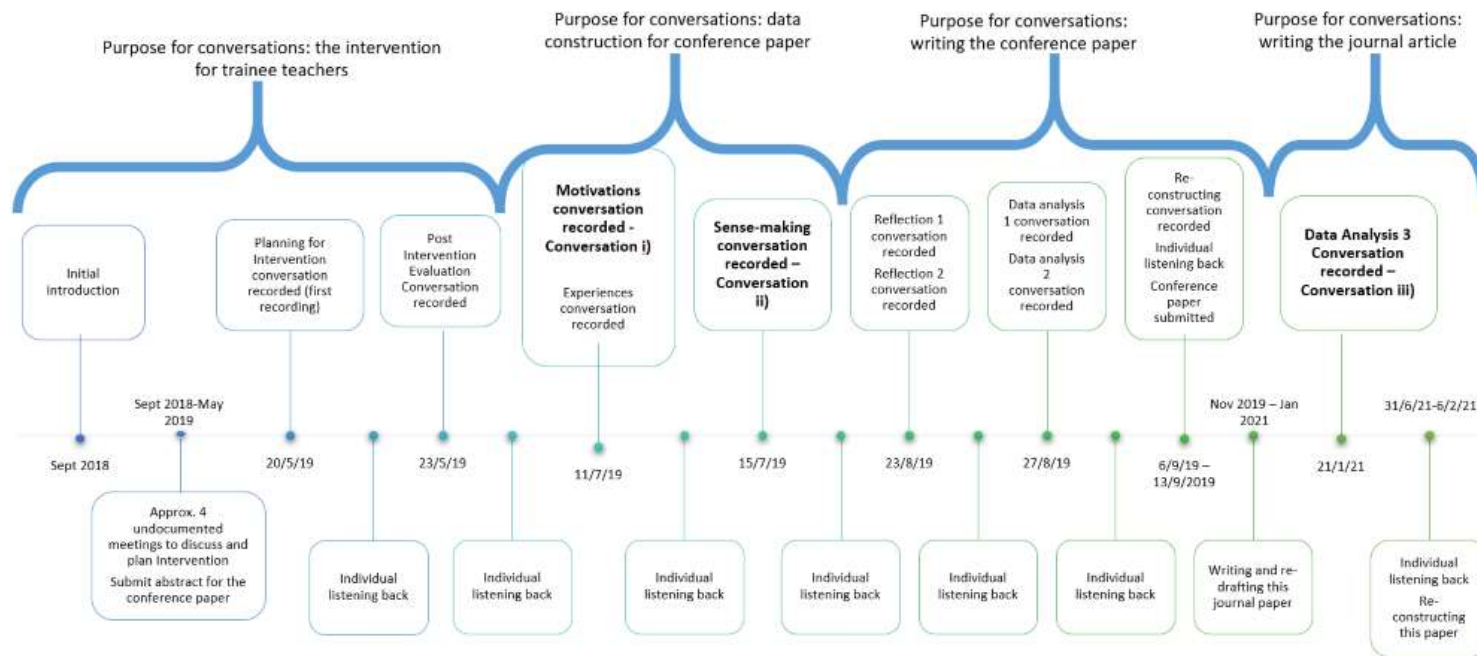 Purpose for conversations: the intervention
for trainee teachers
Purpose for conversations: data
construction for conference paper
Purpose for conversations:
writing the conference paper
Purpose for conversations:
writing the journal article
Initial
introduction
Planning for
Intervention
conversation
recorded (first
recording)
Post
Intervention
Evaluation
Conversation
recorded
Motivations
conversation
recorded -
Conversation i)
Experiences
conversation
recorded
Sense-making
conversation
recorded –
Conversation
ii)
Reflection 1
conversation
recorded
Reflection 2
conversation
recorded
Data analysis
1 conversation
recorded
Data analysis
2
conversation
recorded
Re-
constructing
conversation
recorded
Individual
listening back
Conference
paper
submitted
Data Analysis 3
Conversation
recorded –
Conversation iii)
Sept 2018-May
2019
Nov 2019 – Jan
2021
31/6/21-6/2/21
Sept 2018
20/5/19
23/5/19
11/7/19
15/7/19
23/8/19
27/8/19
6/9/19 –
13/9/2019
21/1/21
Approx. 4
undocumented
meetings to discuss and
plan Intervention
Submit abstract for the
conference paper
Individual
listening back
Individual
listening back
Individual
listening back
Individual
listening back
Individual
listening back
Individual
listening back
Writing and re-
drafting this
journal paper
Individual
listening back
Re-
constructing
this paper